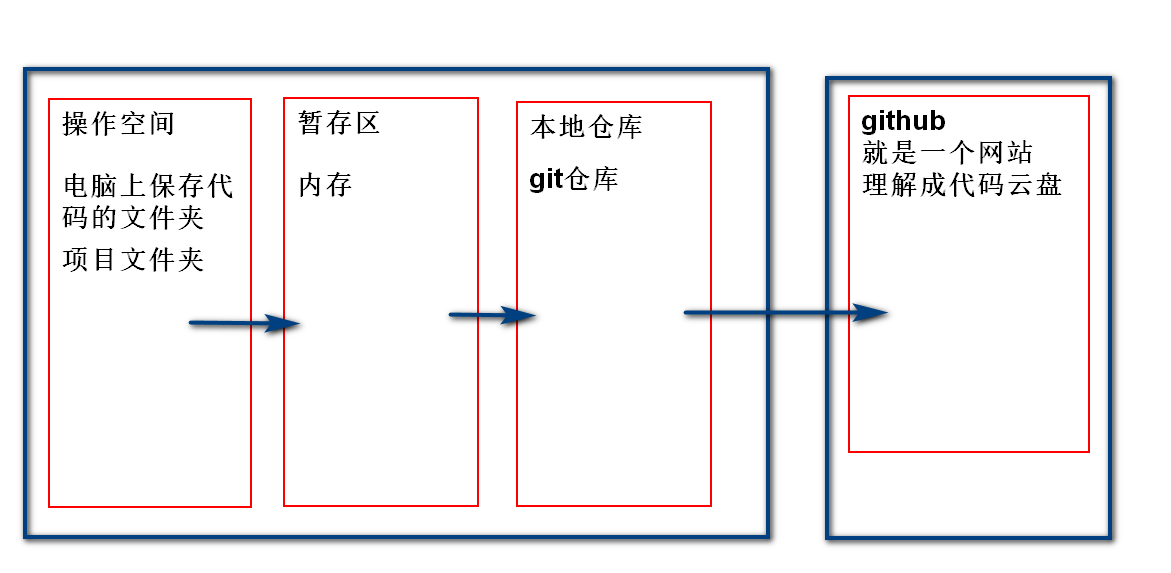 操作空间
电脑上保存代
码的文件夹
项目文件夹
暂存区
内存
本地仓库
git仓库
github
就是一个网站
理解成代码云盘